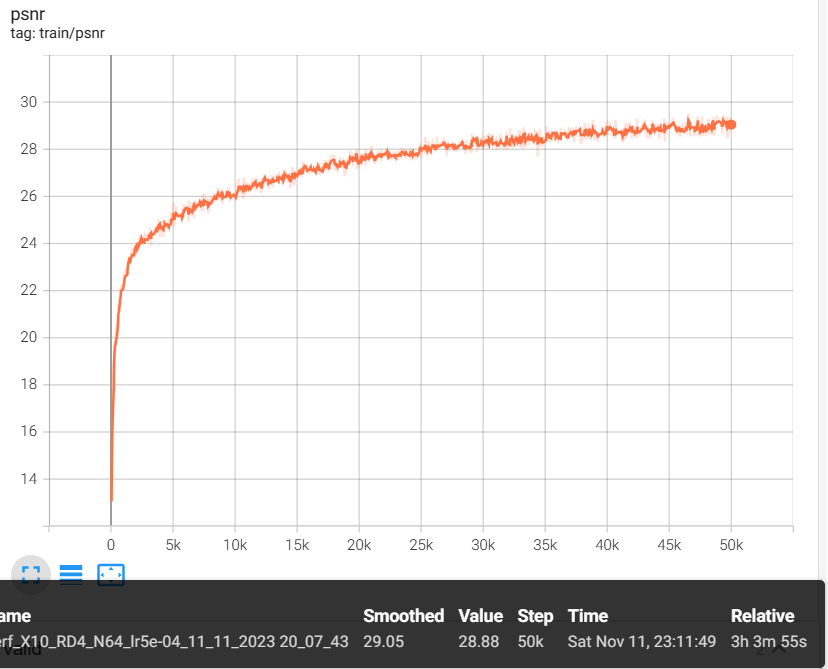 psnr
tag: train/psnr
30
28
26
24
22
20
18
16
14
0 5k 10k 15k 20k 25k 30k 35k 40k 45k 50k
ame Smoothed Value Step Time Relative
erf_X10_RD4_N64_lr5e-04_11_11_2023 20_07_43 29.05 28.88 50k Sat Nov 11, 23:11:49 3h 3m 55s
valid